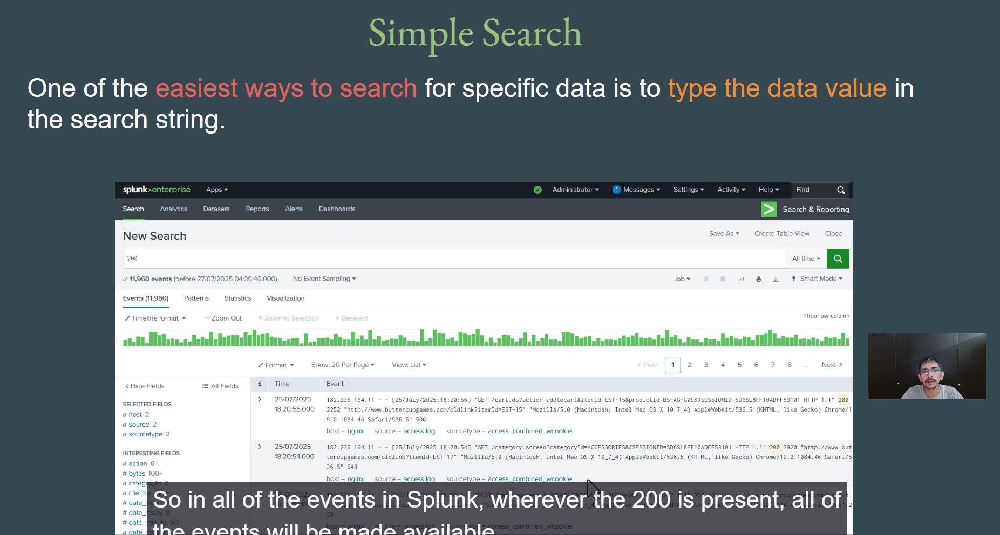 Simple Search
One of the easiest ways to search for specific data is to type the data value in
the search string.
splunk>enterprise Apps
Administrator 1 Messages Settings Activity Help Find
Search Analytics Datasets Reports Alerts Dashboards
Search & Reporting
New Search
Save As Create Table View Close
200
All time
11,960 events (before 27/07/2025 04:39:46.000) No Event Sampling
Job Smart Mode
Events (11,960) Patterns Statistics Visualization
Timeline format — Zoom Out + Zoom to Selection × Deselect
1 hour per column
Format Show: 20 Per Page View: List
< Prev 1 2 3 4 5 6 7 8 ... Next >
< Hide Fields All Fields
i Time Event
SELECTED FIELDS
a host 2
a source 2
a sourcetype 2
INTERESTING FIELDS
a action 6
# bytes 100+
a categoryId 8
a clientip
# date_hour
# date_mday 8
# date_minute 60
> 25/07/2025
18:20:56.000
182.236.164.11 - - [25/July/2025:18:20:56] "GET /cart.do?action=addtocart&itemId=EST-15&productId=BS-AG-G09&JSESSIONID=SD6SL8FF10ADFF53101 HTTP 1.1" 200
2252 "http://www.buttercupgames.com/oldlink?itemId=EST-15" "Mozilla/5.0 (Macintosh; Intel Mac OS X 10_7_4) AppleWebKit/536.5 (KHTML, like Gecko) Chrome/1
9.0.1084.46 Safari/536.5" 506
host = nginx source = access.log sourcetype = access_combined_wcookie
> 25/07/2025
18:20:54.000
182.236.164.11 - - [25/July/2025:18:20:54] "GET /category.screen?categoryId=ACCESSORIES&JSESSIONID=SD6SL8FF10ADFF53101 HTTP 1.1" 200 3920 "http://www.but
tercupgames.com/oldlink?itemId=EST-17" "Mozilla/5.0 (Macintosh; Intel Mac OS X 10_7_4) AppleWebKit/536.5 (KHTML, like Gecko) Chrome/19.0.1084.46 Safari/5
36.5" 648
host = nginx source = access.log sourcetype = access_combined_wcookie
So in all of the events in Splunk, wherever the 200 is present, all of
the events will be made available
host = nginx source = access.log sourcetype = access_combined_wcookie